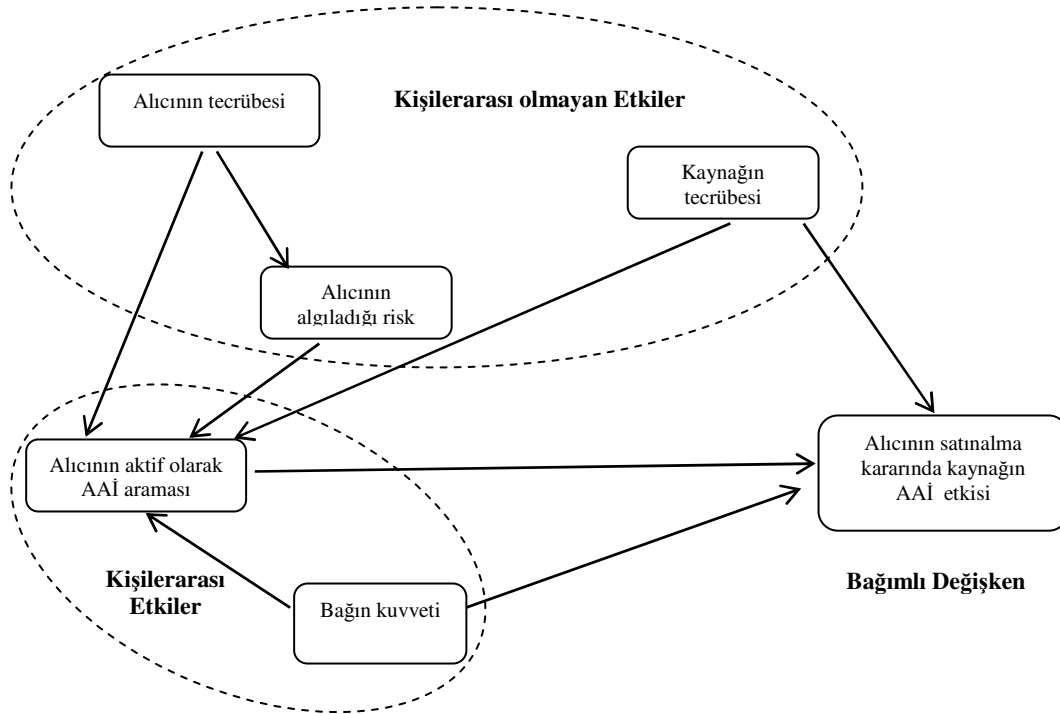 Alıcının tecrübesi
Kişilerarası olmayan Etkiler
Kaynağın
tecrübesi
Alıcının
algıladığı risk
Alıcının aktif olarak
AAİ araması
Alıcının satınalma
kararında kaynağın
AAİ etkisi
Kişilerarası
Etkiler
Bağın kuvveti
Bağımlı Değişken